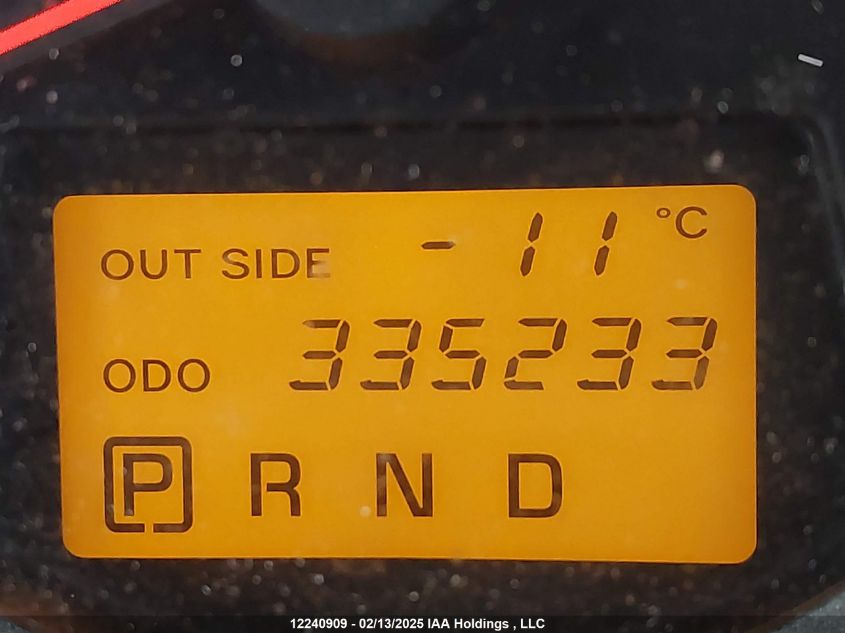 OUT SIDE -11 °C
ODO 335233
P R N D
12240909 - 02/13/2025 IAA Holdings , LLC